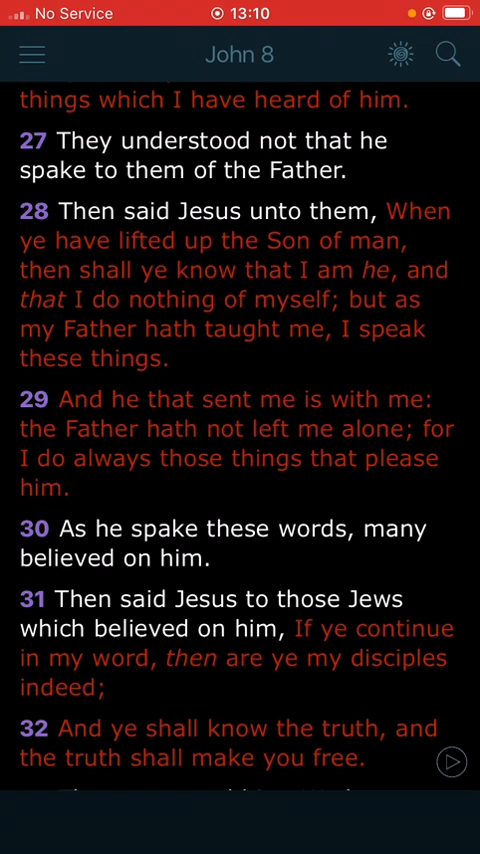 No Service
13:10
John 8
things which I have heard of him.
27 They understood not that he
spake to them of the Father.
28 Then said Jesus unto them, When
ye have lifted up the Son of man,
then shall ye know that I am he, and
that I do nothing of myself; but as
my Father hath taught me, I speak
these things.
29 And he that sent me is with me:
the Father hath not left me alone; for
I do always those things that please
him.
30 As he spake these words, many
believed on him.
31 Then said Jesus to those Jews
which believed on him, If ye continue
in my word, then are ye my disciples
indeed;
32 And ye shall know the truth, and
the truth shall make you free.